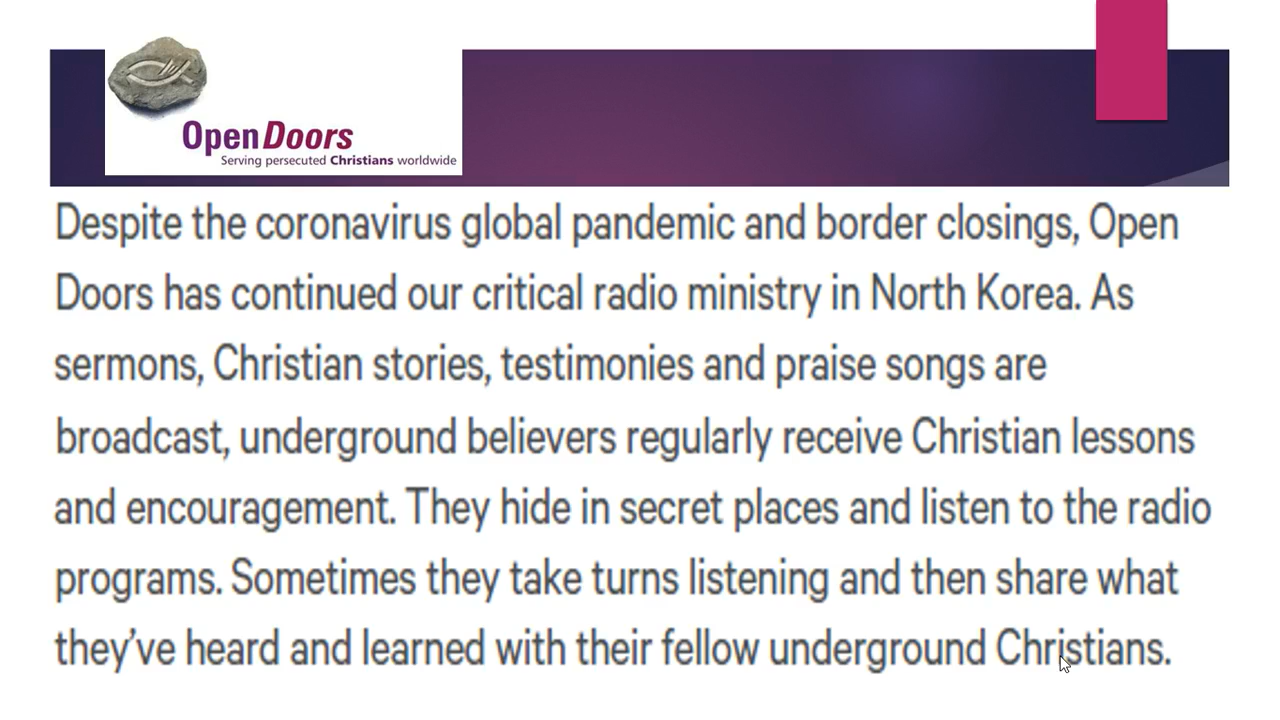 OpenDoors
Serving persecuted Christians worldwide
Despite the coronavirus global pandemic and border closings, Open
Doors has continued our critical radio ministry in North Korea. As
sermons, Christian stories, testimonies and praise songs are
broadcast, underground believers regularly receive Christian lessons
and encouragement. They hide in secret places and listen to the radio
programs. Sometimes they take turns listening and then share what
they’ve heard and learned with their fellow underground Christians.